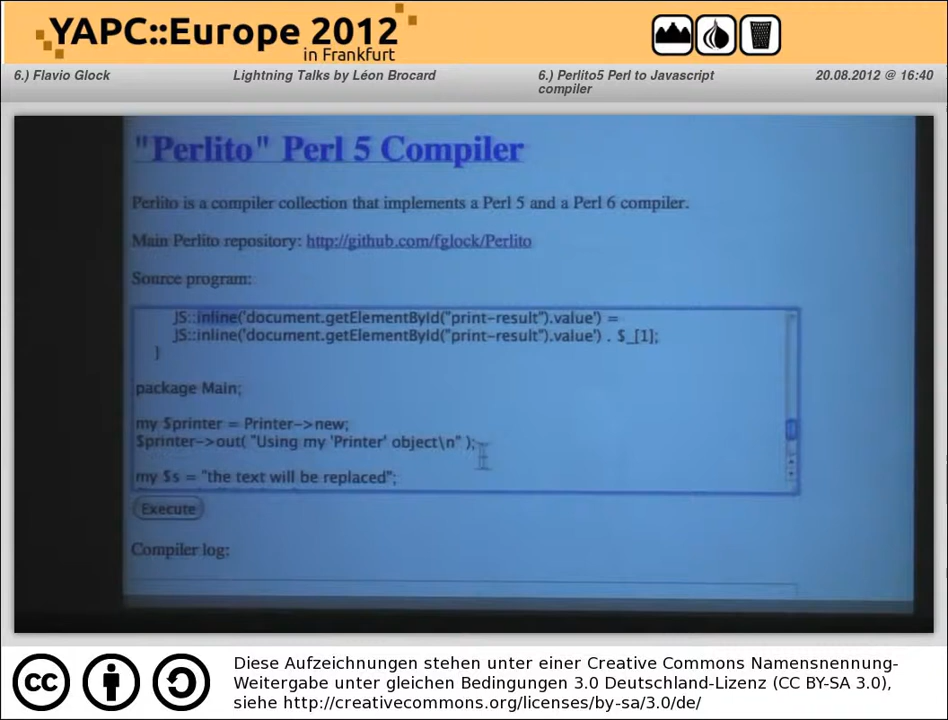 YAPC::Europe 2012
in Frankfurt
6.) Flavio Glock
Lightning Talks by Léon Brocard
6.) Perlito5 Perl to Javascript
compiler
20.08.2012 @ 16:40
"Perlito" Perl 5 Compiler
Perlito is a compiler collection that implements a Perl 5 and a Perl 6 compiler.
Main Perlito repository: http://github.com/fglock/Perlito
Source program:
JS::inline('document.getElementById("print-result").value') =
JS::inline('document.getElementById("print-result").value') . $_[1];
}
package Main;
my $printer = Printer->new;
$printer->out( "Using my 'Printer' object\n" );
my $s = "the text will be replaced";
Execute
Compiler log:
cc
Diese Aufzeichnungen stehen unter einer Creative Commons Namensnennung-
Weitergabe unter gleichen Bedingungen 3.0 Deutschland-Lizenz (CC BY-SA 3.0),
siehe http://creativecommons.org/licenses/by-sa/3.0/de/